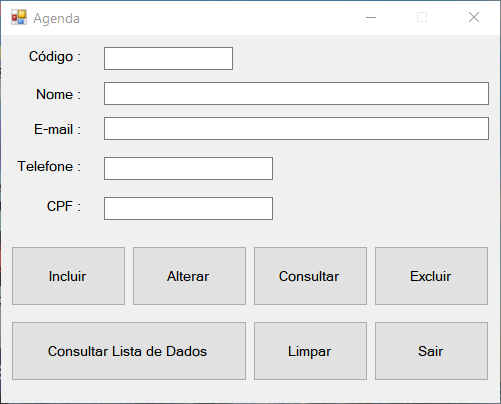 Agenda
Código :
Nome :
E-mail :
Telefone :
CPF :
Incluir Alterar Consultar Excluir
Consultar Lista de Dados Limpar Sair